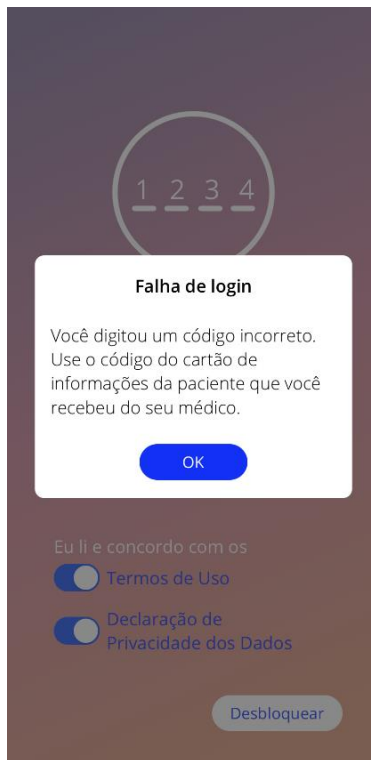 1 2 3 4
Falha de login
Você digitou um código incorreto.
Use o código do cartão de
informações da paciente que você
recebeu do seu médico.
OK
Eu li e concordo com os
Termos de Uso
Declaração de
Privacidade dos Dados
Desbloquear